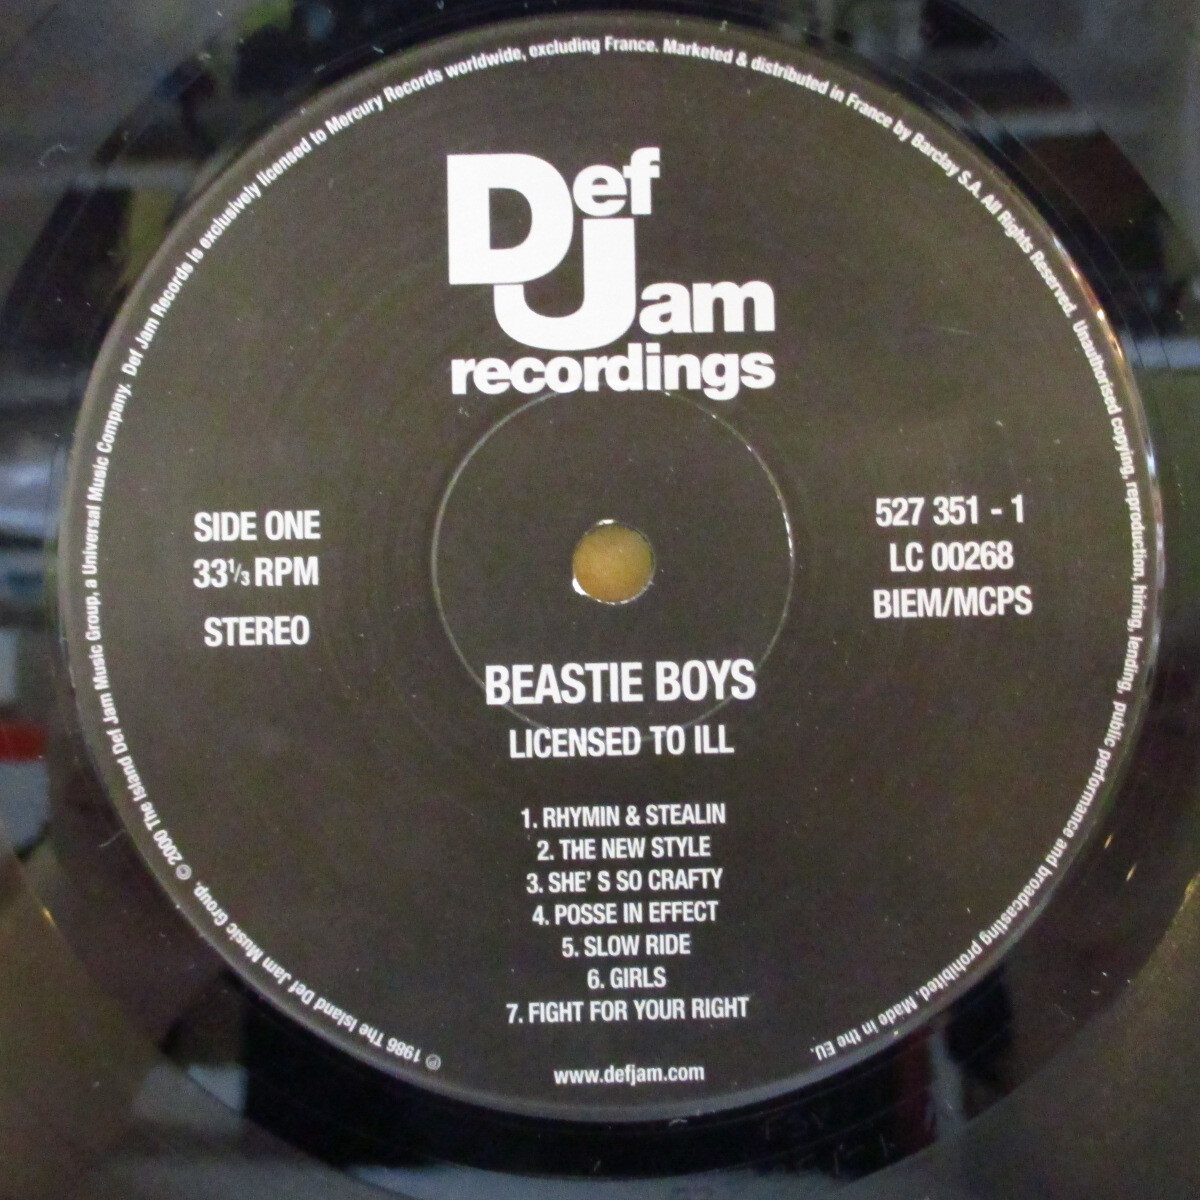 Def Jam
recordings
SIDE ONE
33⅓ RPM
STEREO
527 351 - 1
LC 00268
BIEM/MCPS
BEASTIE BOYS
LICENSED TO ILL
1. RHYMIN & STEALIN
2. THE NEW STYLE
3. SHE' S SO CRAFTY
4. POSSE IN EFFECT
5. SLOW RIDE
6. GIRLS
7. FIGHT FOR YOUR RIGHT
www.defjam.com
℗ 1986 The Island Def Jam Music Group. © 2000 The Island Def Jam Music Group, a Universal Music Company. Def Jam Records is exclusively licensed to Mercury Records worldwide, excluding France. Marketed & distributed in France by Barclay S.A. All Rights Reserved. Unauthorised copying, reproduction, hiring, lending, public performance and broadcasting prohibited. Made in the EU.